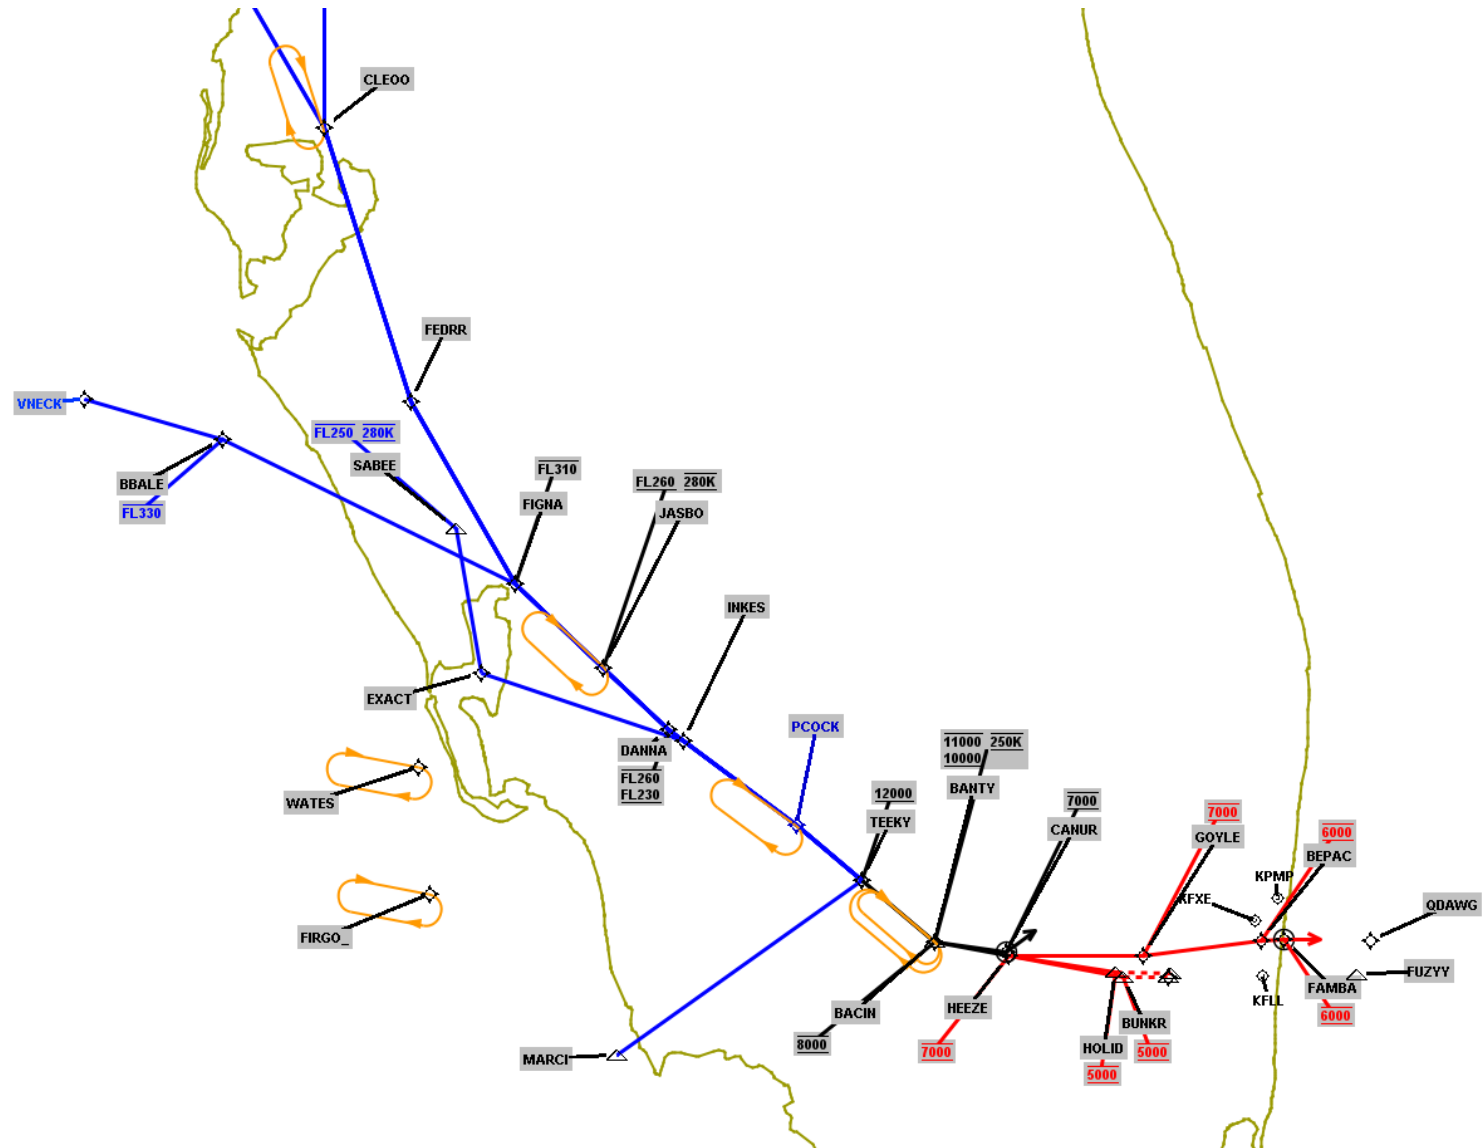 CLEOO
FEDRR
VNECK
FL250 280K
SABEE
BBALE
FL330
FL310
FIGNA
FL260 280K
JASBO
INKES
EXACT
PCOCK
DANNA
FL260
FL230
WATES
11000 250K
10000
BANTY
12000
TEEKY
7000
CANUR
7000
GOYLE
6000
BEPAC
KPMP
KFXE
QDAWG
FIRGO_
FUZYY
FAMBA
6000
KFLL
BACIN
8000
HEEZE
7000
BUNKR
5000
HOLID
5000
MARCI